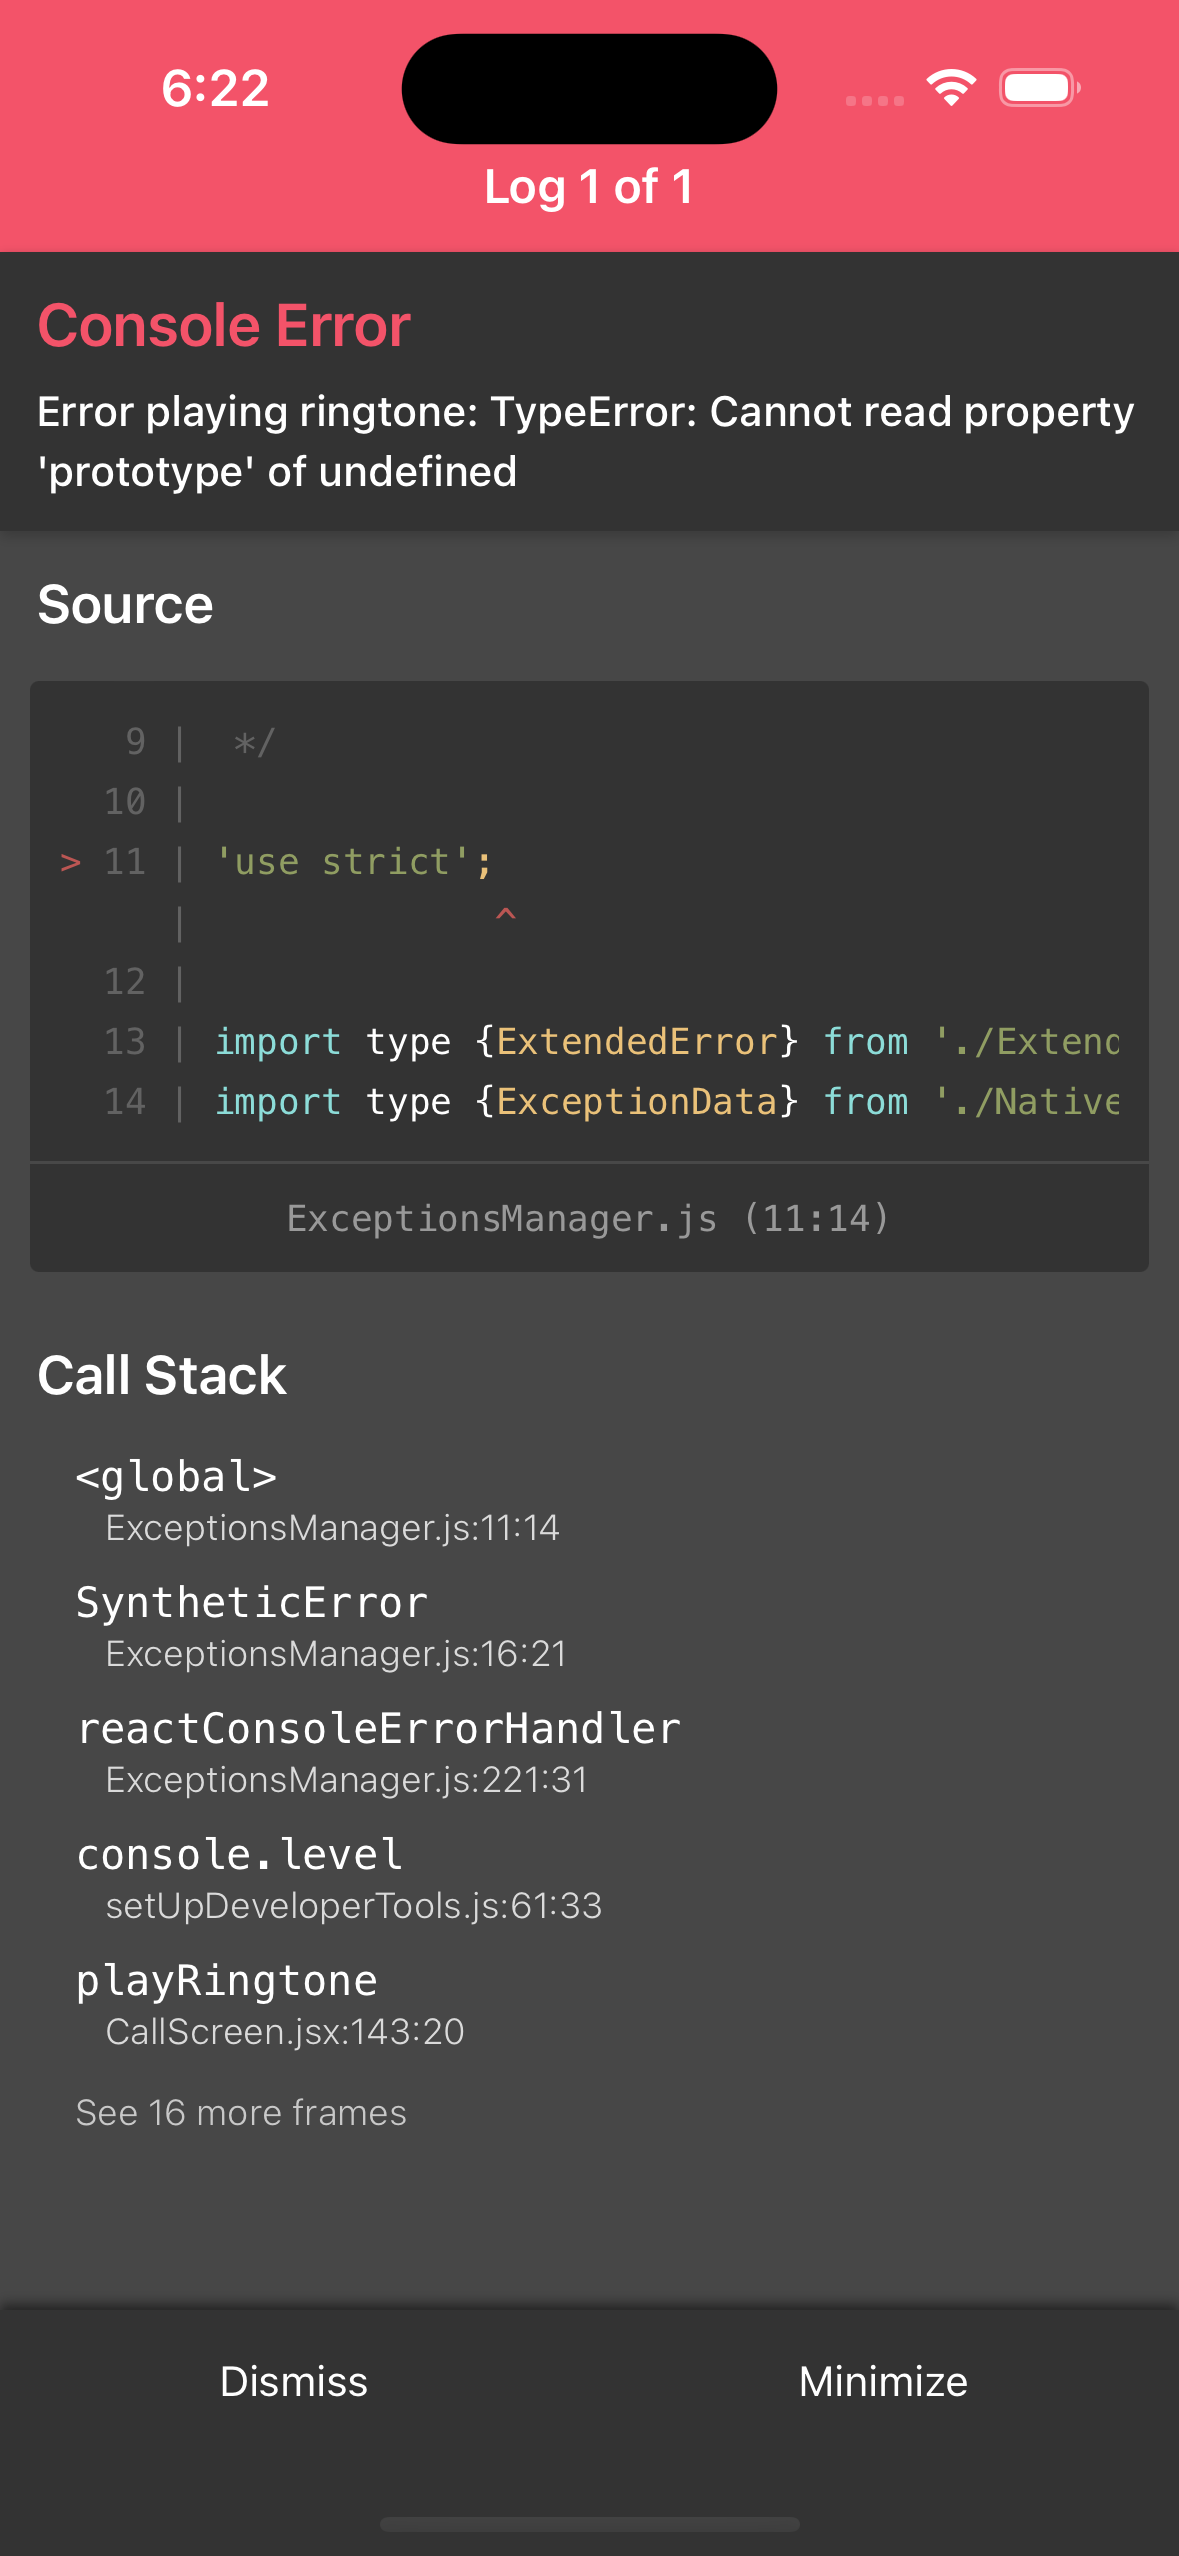 6:22
Log 1 of 1
Console Error
Error playing ringtone: TypeError: Cannot read property
'prototype' of undefined
Source
9 | */
10 |
> 11 | 'use strict';
| ^
12 |
13 | import type {ExtendedError} from './Extend
14 | import type {ExceptionData} from './Native
ExceptionsManager.js (11:14)
Call Stack
<global>
ExceptionsManager.js:11:14
SyntheticError
ExceptionsManager.js:16:21
reactConsoleErrorHandler
ExceptionsManager.js:221:31
console.level
setUpDeveloperTools.js:61:33
playRingtone
CallScreen.jsx:143:20
See 16 more frames
Dismiss
Minimize